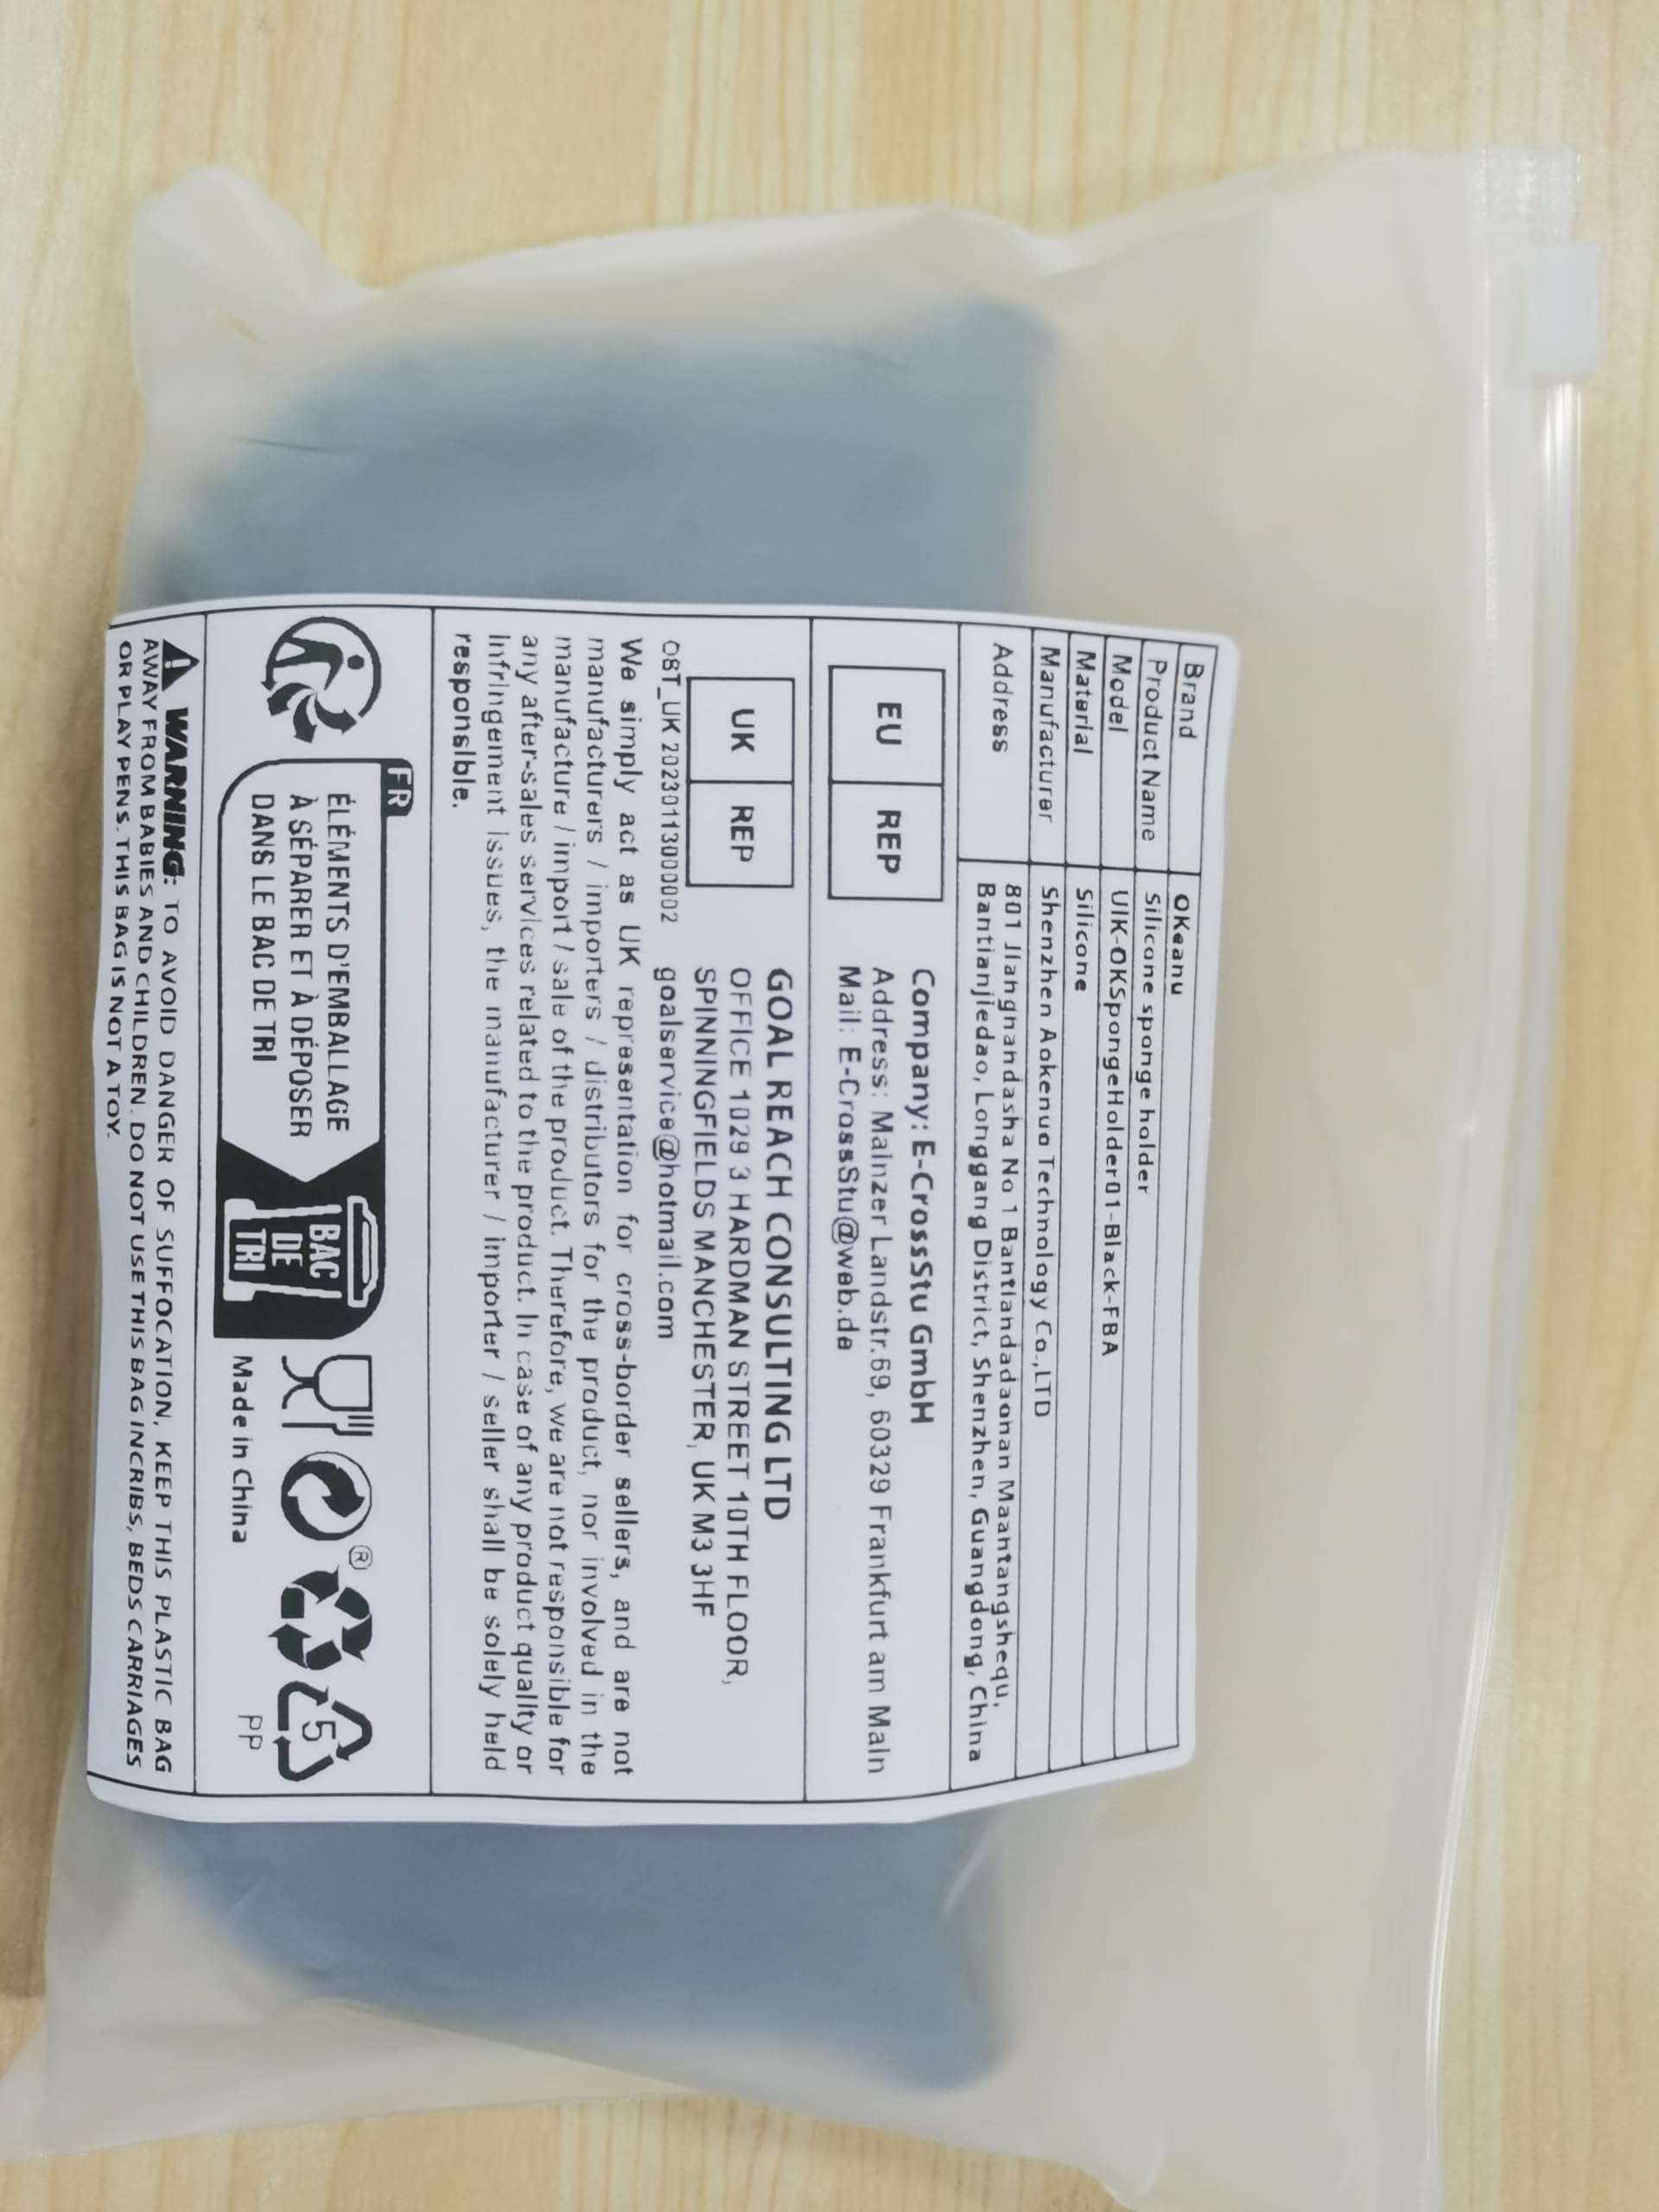 Brand OKeanu
Product Name Silicone sponge holder
Model UIK-OKSpongeHolder01-Black-FBA
Material Silicone
Manufacturer Shenzhen Aokenuo Technology Co.,LTD
Address 801 Jianghandasha No 1 Bantiandadaonan Maahtangshequ,
Bantianjiedao, Longgang District, Shenzhen, Guangdong, China
EU REP
Company: E-CrossStu GmbH
Address: Mainzer Landstr.69, 60329 Frankfurt am Main
Mail: E-CrossStu@web.de
UK REP
OBT_UK 20230113000002
GOAL REACH CONSULTING LTD
OFFICE 1029 3 HARDMAN STREET 10TH FLOOR,
SPINNINGFIELDS MANCHESTER, UK M3 3HF
goalservice@hotmail.com
We simply act as UK representation for cross-border sellers, and are not
manufacturers / importers / distributors for the product, nor involved in the
manufacture / import / sale of the product. Therefore, we are not responsible for
any after-sales services related to the product. In case of any product quality or
infringement issues, the manufacturer / importer / seller shall be solely held
responsible.
FR
ÉLÉMENTS D'EMBALLAGE
À SÉPARER ET À DÉPOSER
DANS LE BAC DE TRI
BAC
DE
TRI
®
5
PP
Made in China
WARNING: TO AVOID DANGER OF SUFFOCATION, KEEP THIS PLASTIC BAG
AWAY FROM BABIES AND CHILDREN. DO NOT USE THIS BAG INCRIBS, BEDS CARRIAGES
OR PLAY PENS. THIS BAG IS NOT A TOY.